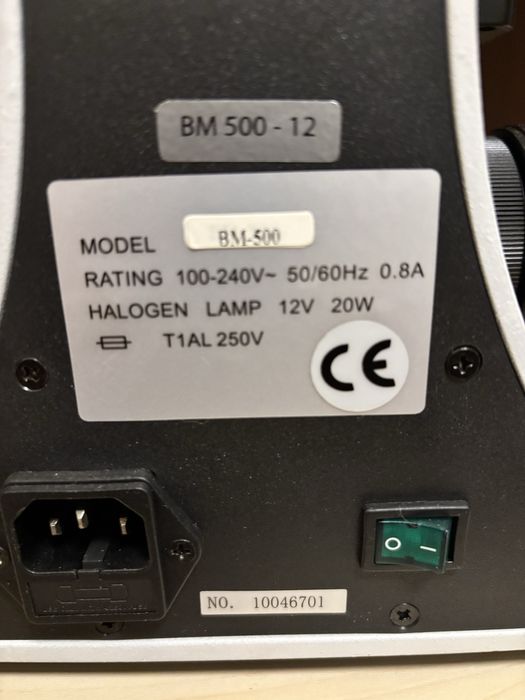 BM 500 - 12
MODEL BM-500
RATING 100-240V~ 50/60Hz 0.8A
HALOGEN LAMP 12V 20W
T1AL 250V
CE
O I
NO. 10046701